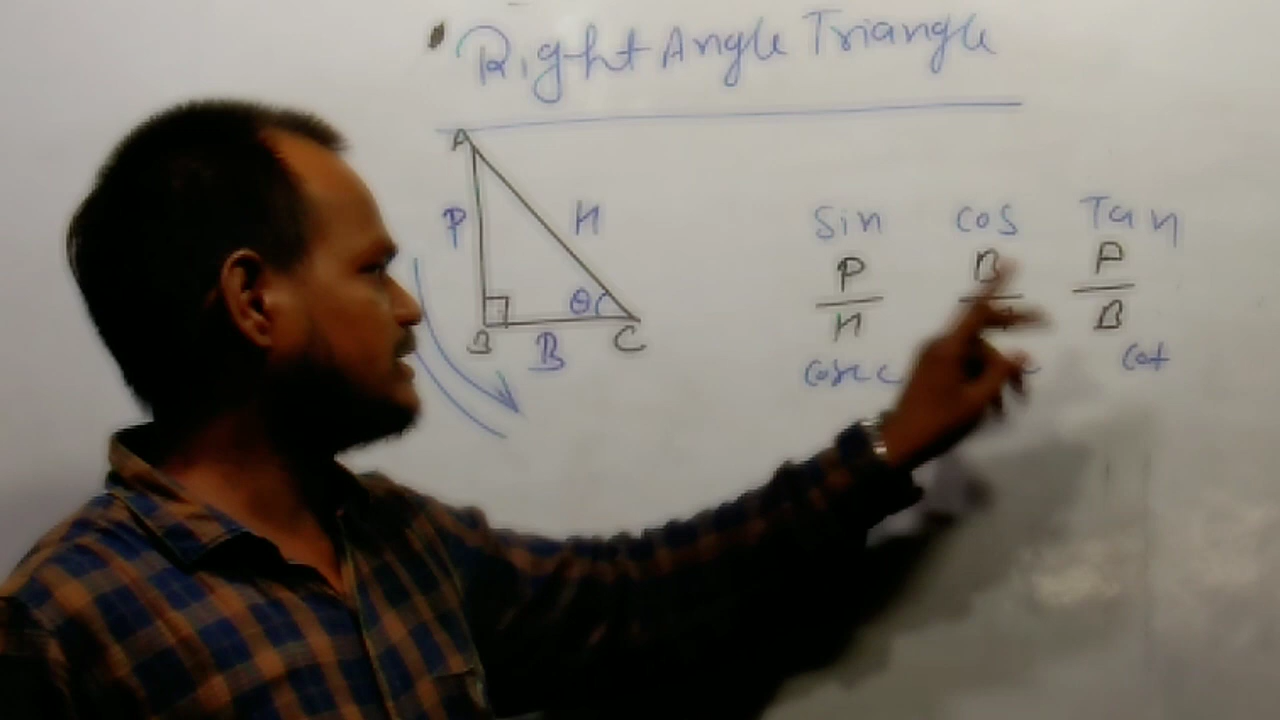 Right Angle Triangle
A
P H
θ
B B C
Sin Cos Tan
P B P
H B
Cosec Cot